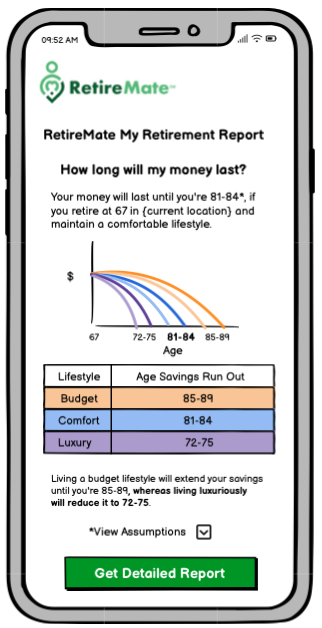 09:52 AM
RetireMate
RetireMate My Retirement Report
How long will my money last?
Your money will last until you're 81-84*, if
you retire at 67 in {current location} and
maintain a comfortable lifestyle.
$
67 72-75 81-84 85-89
Age
Lifestyle Age Savings Run Out
Budget 85-89
Comfort 81-84
Luxury 72-75
Living a budget lifestyle will extend your savings
until you're 85-89, whereas living luxuriously
will reduce it to 72-75.
*View Assumptions
Get Detailed Report